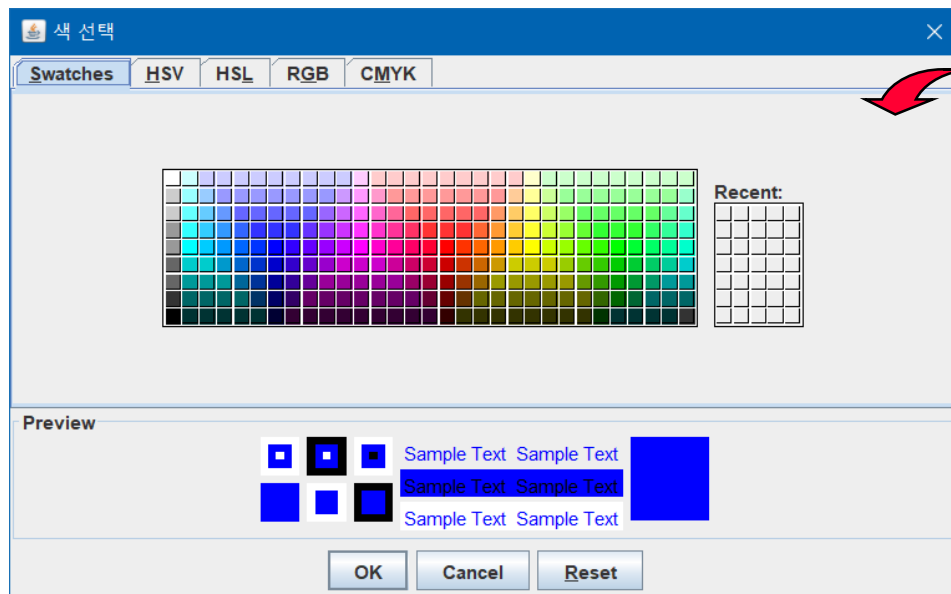 색 선택
Swatches HSV HSL RGB CMYK
Recent:
Preview
Sample Text Sample Text
Sample Text Sample Text
Sample Text Sample Text
OK Cancel Reset